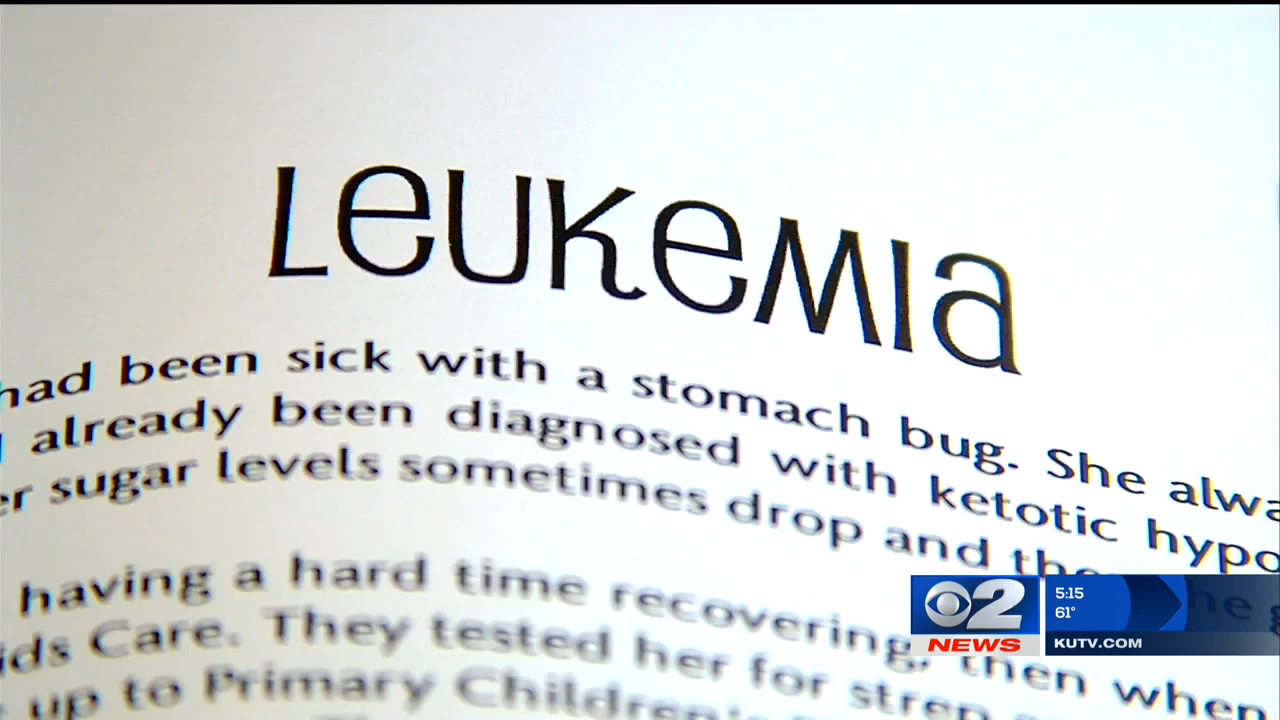 Leukemia
had been sick with a stomach bug. She alwa
already been diagnosed with ketotic hypo
er sugar levels sometimes drop and the
having a hard time recovering, then when
ids Care. They tested her for strep
up to Primary Children's
2
NEWS
5:15
61°
KUTV.COM